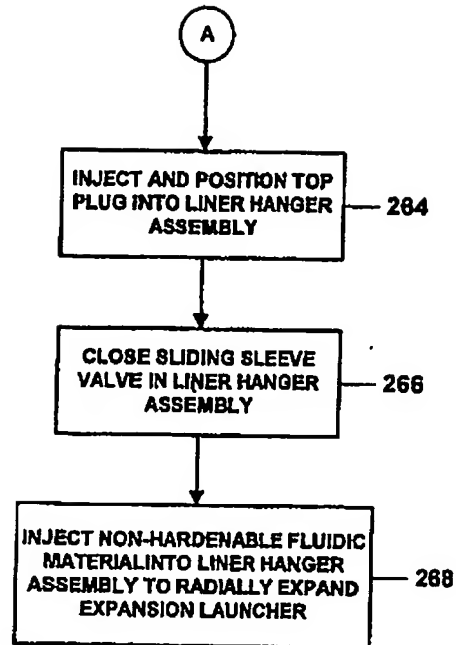 A
INJECT AND POSITION TOP
PLUG INTO LINER HANGER
ASSEMBLY
264
CLOSE SLIDING SLEEVE
VALVE IN LINER HANGER
ASSEMBLY
266
INJECT NON-HARDENABLE FLUIDIC
MATERIALINTO LINER HANGER
ASSEMBLY TO RADIALLY EXPAND
EXPANSION LAUNCHER
268